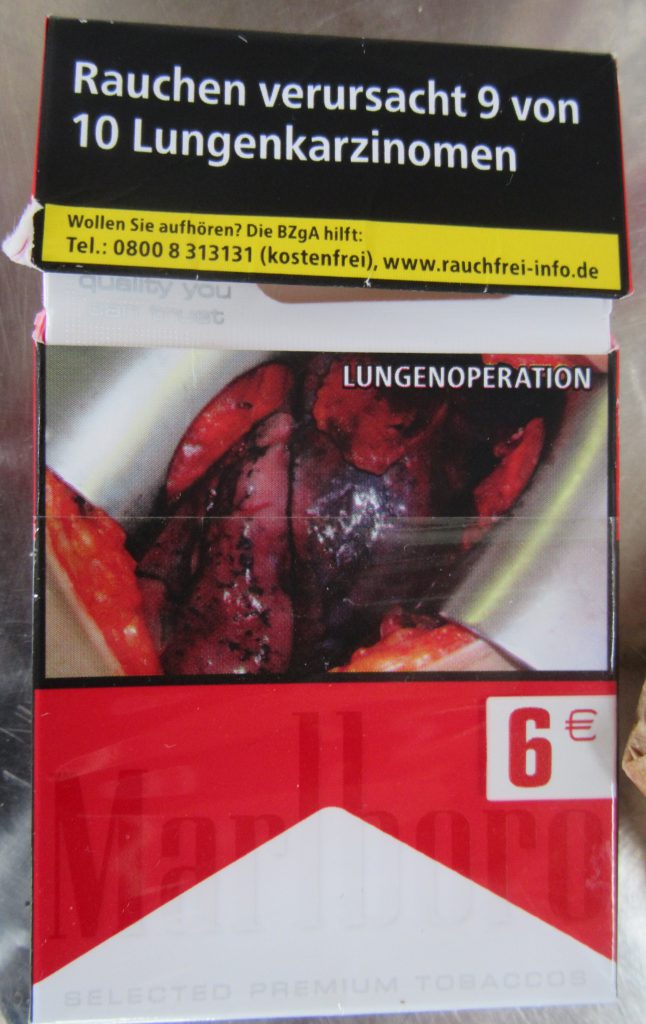 Rauchen verursacht 9 von
10 Lungenkarzinomen
Wollen Sie aufhören? Die BZgA hilft:
Tel.: 0800 8 313131 (kostenfrei), www.rauchfrei-info.de
quality you
can trust
LUNGENOPERATION
6 €
Marlboro
SELECTED PREMIUM TOBACCOS